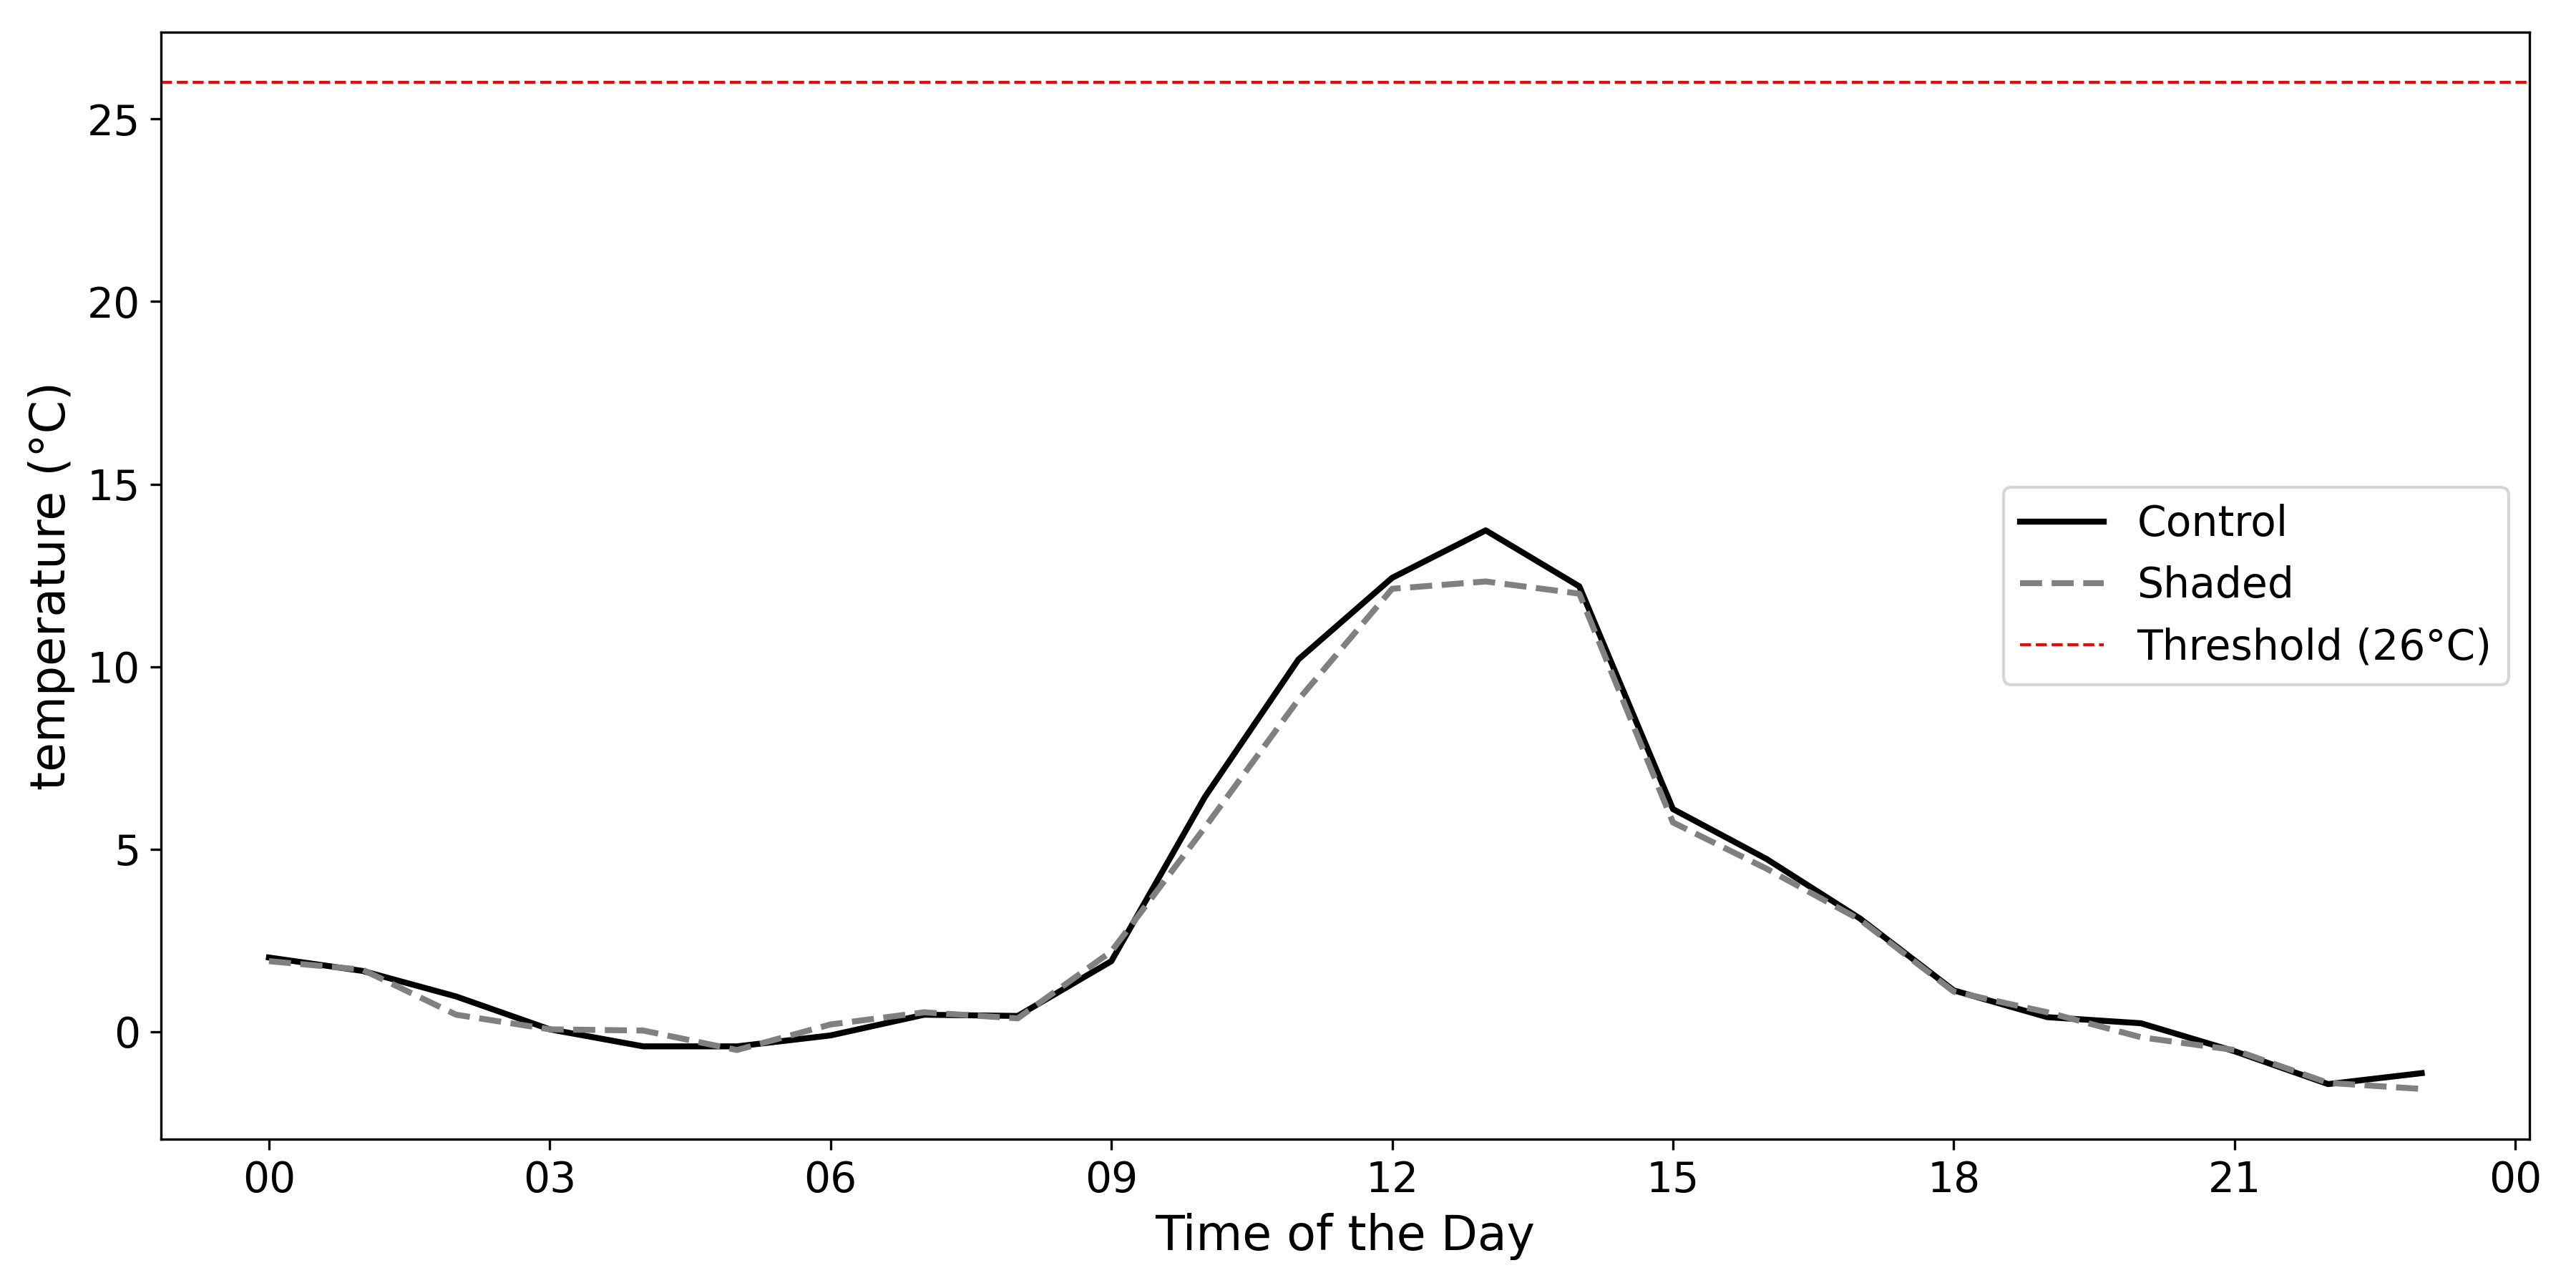 temperature (°C)
25
20
15
10
5
0
Control
Shaded
Threshold (26°C)
00 03 06 09 12 15 18 21 00
Time of the Day